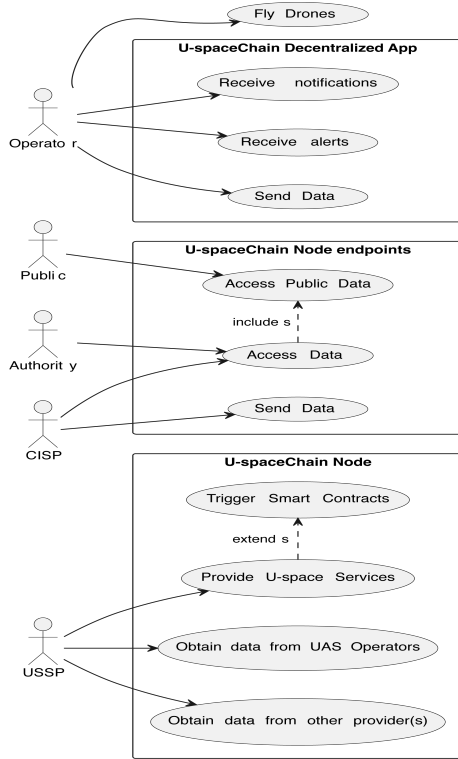 Fly Drones
U-spaceChain Decentralized App
Receive notifications
Operato r
Receive alerts
Send Data
U-spaceChain Node endpoints
Publi c
Access Public Data
include s
Authorit y
Access Data
Send Data
CISP
U-spaceChain Node
Trigger Smart Contracts
extend s
Provide U-space Services
Obtain data from UAS Operators
USSP
Obtain data from other provider(s)